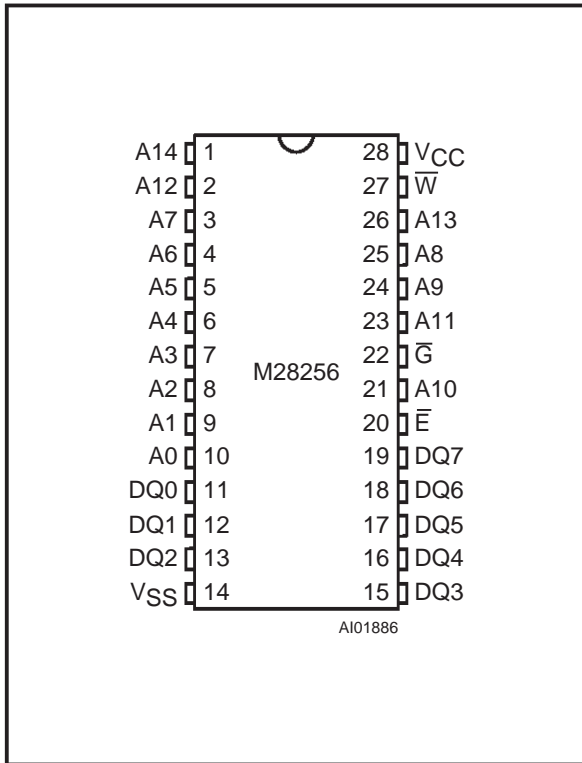 A14 1 28 VCC
A12 2 27 W̅
A7 3 26 A13
A6 4 25 A8
A5 5 24 A9
A4 6 23 A11
A3 7 22 G̅
M28256
A2 8 21 A10
A1 9 20 E̅
A0 10 19 DQ7
DQ0 11 18 DQ6
DQ1 12 17 DQ5
DQ2 13 16 DQ4
VSS 14 15 DQ3
AI01886